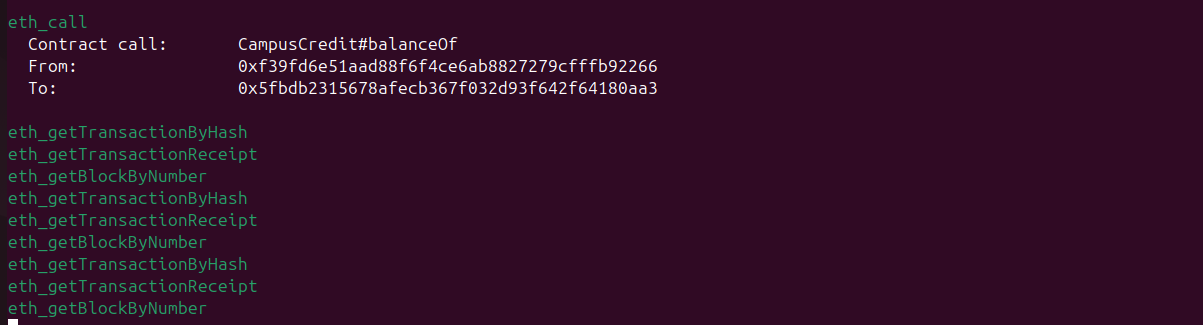 eth_call
Contract call: CampusCredit#balanceOf
From: 0xf39fd6e51aad88f6f4ce6ab8827279cfffb92266
To: 0x5fbdb2315678afecb367f032d93f642f64180aa3
eth_getTransactionByHash
eth_getTransactionReceipt
eth_getBlockByNumber
eth_getTransactionByHash
eth_getTransactionReceipt
eth_getBlockByNumber
eth_getTransactionByHash
eth_getTransactionReceipt
eth_getBlockByNumber